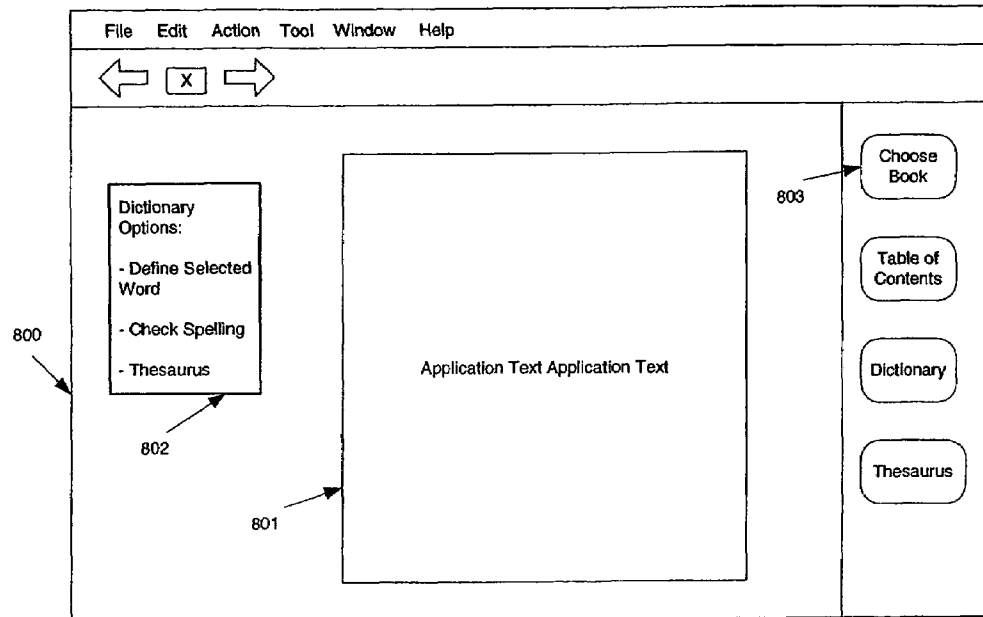 File Edit Action Tool Window Help
X
Dictionary
Options:
- Define Selected
Word
- Check Spelling
- Thesaurus
800
802
801
Application Text Application Text
803
Choose
Book
Table of
Contents
Dictionary
Thesaurus